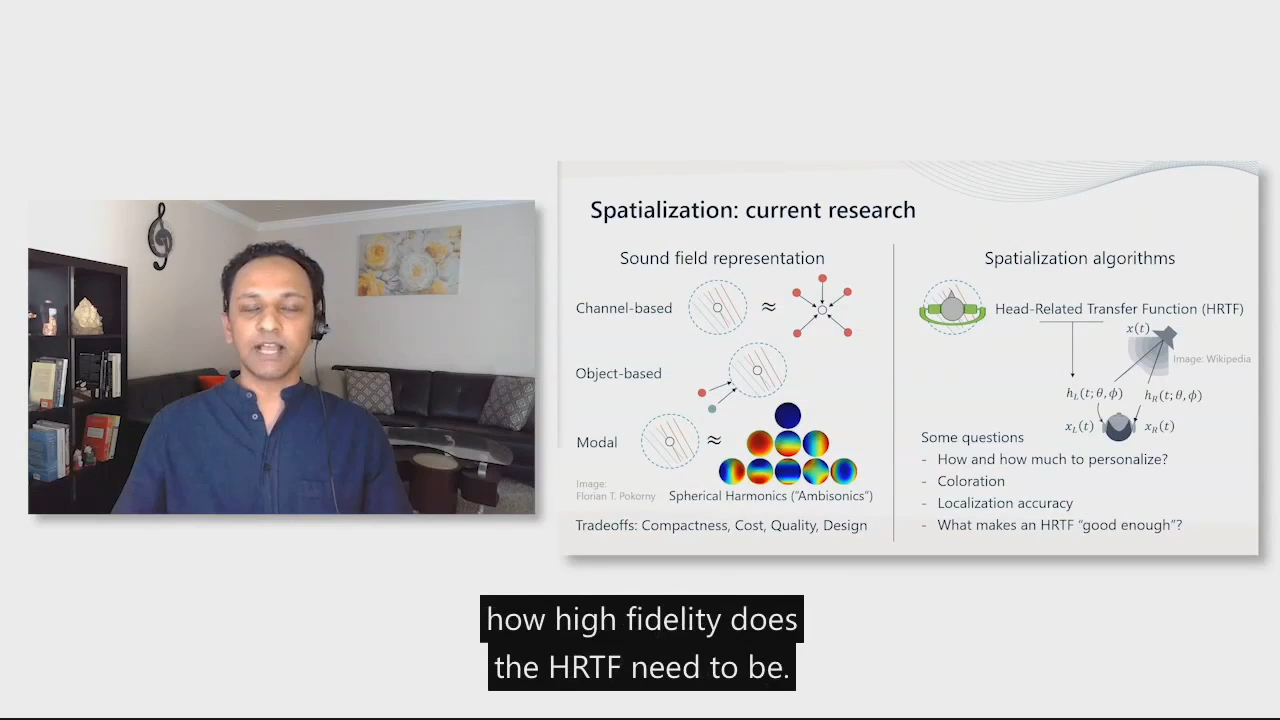 Spatialization: current research
Sound field representation
Channel-based
≈
Object-based
Modal
≈
Image:
Florian T. Pokorny
Spherical Harmonics ("Ambisonics")
Tradeoffs: Compactness, Cost, Quality, Design
Spatialization algorithms
Head-Related Transfer Function (HRTF)
x(t)
Image: Wikipedia
h_L(t; θ, ϕ)
h_R(t; θ, ϕ)
x_L(t)
x_R(t)
Some questions
- How and how much to personalize?
- Coloration
- Localization accuracy
- What makes an HRTF “good enough”?
how high fidelity does
the HRTF need to be.